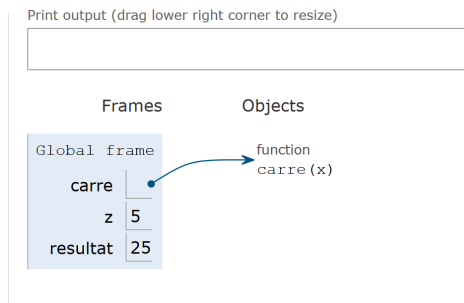 Print output (drag lower right corner to resize)
Frames
Objects
Global frame
function
carre(x)
carre
z 5
resultat 25